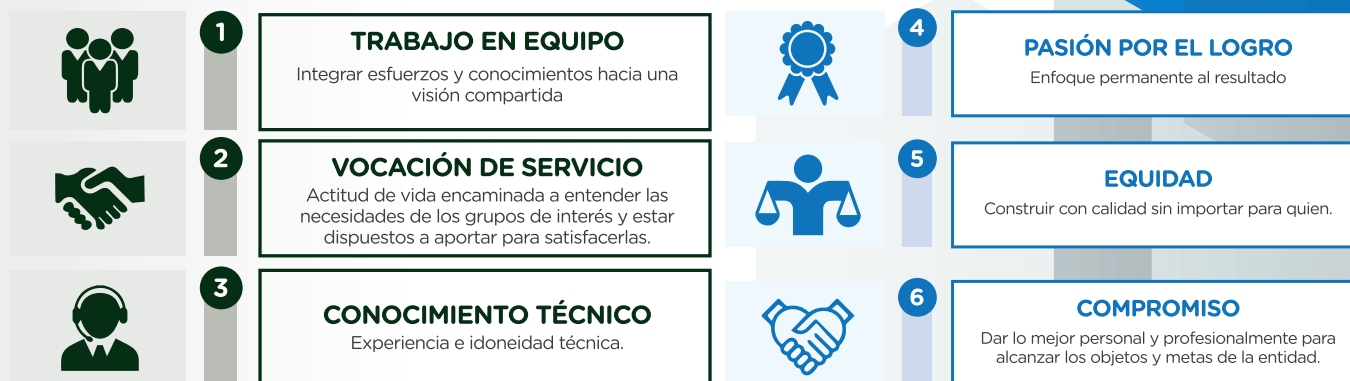 1
TRABAJO EN EQUIPO
Integrar esfuerzos y conocimientos hacia una
visión compartida
2
VOCACIÓN DE SERVICIO
Actitud de vida encaminada a entender las
necesidades de los grupos de interés y estar
dispuestos a aportar para satisfacerlas.
3
CONOCIMIENTO TÉCNICO
Experiencia e idoneidad técnica.
4
PASIÓN POR EL LOGRO
Enfoque permanente al resultado
5
EQUIDAD
Construir con calidad sin importar para quien.
6
COMPROMISO
Dar lo mejor personal y profesionalmente para
alcanzar los objetos y metas de la entidad.